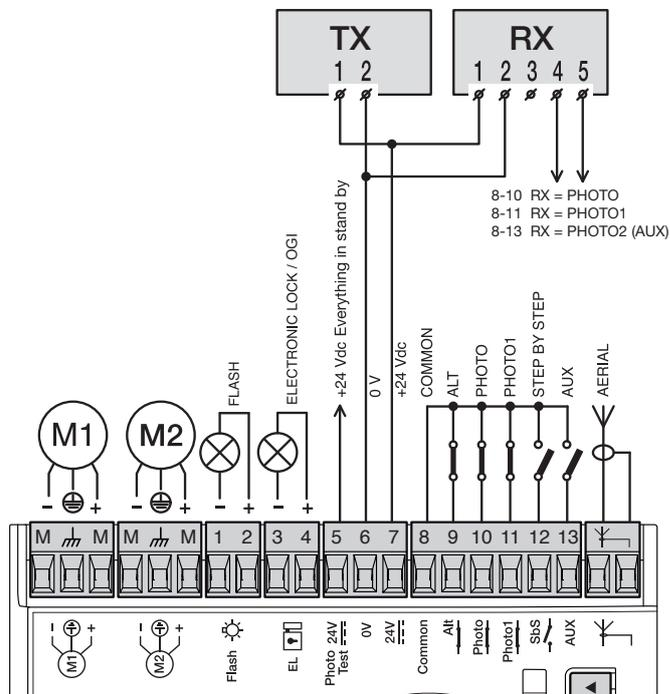 TX
RX
1 2
1 2 3 4 5
8-10 RX = PHOTO
8-11 RX = PHOTO1
8-13 RX = PHOTO2 (AUX)
FLASH
ELECTRONIC LOCK / OGI
+24 Vdc Everything in stand by
0 V
+24 Vdc
COMMON
ALT
PHOTO
PHOTO1
STEP BY STEP
AUX
AERIAL
M1
M2
- +
- +
- +
- +
M M M M 1 2 3 4 5 6 7 8 9 10 11 12 13
- +
M1
- +
M2
Flash
EL
Photo 24V
Test
0V
24V
Common
Alt
Photo
Photo1
SbS
AUX